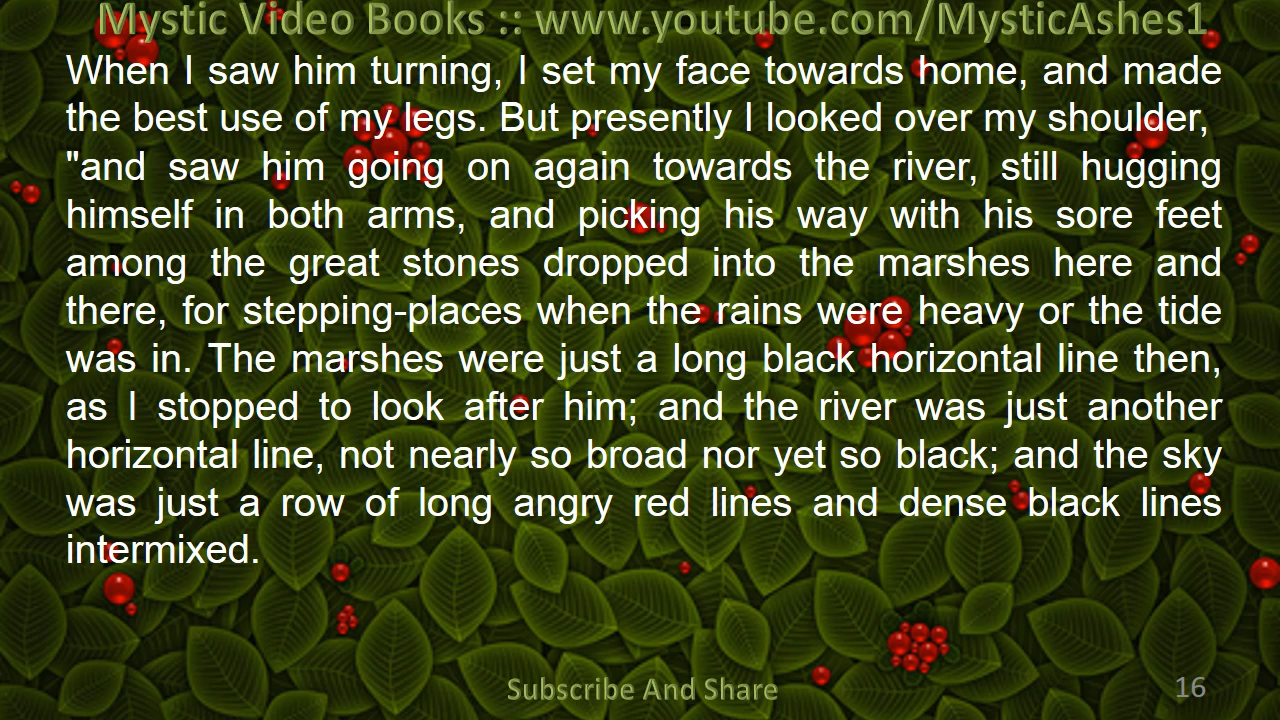 Mystic Video Books :: www.youtube.com/MysticAshes1
When I saw him turning, I set my face towards home, and made
the best use of my legs. But presently I looked over my shoulder,
"and saw him going on again towards the river, still hugging
himself in both arms, and picking his way with his sore feet
among the great stones dropped into the marshes here and
there, for stepping-places when the rains were heavy or the tide
was in. The marshes were just a long black horizontal line then,
as I stopped to look after him; and the river was just another
horizontal line, not nearly so broad nor yet so black; and the sky
was just a row of long angry red lines and dense black lines
intermixed.
Subscribe And Share
16